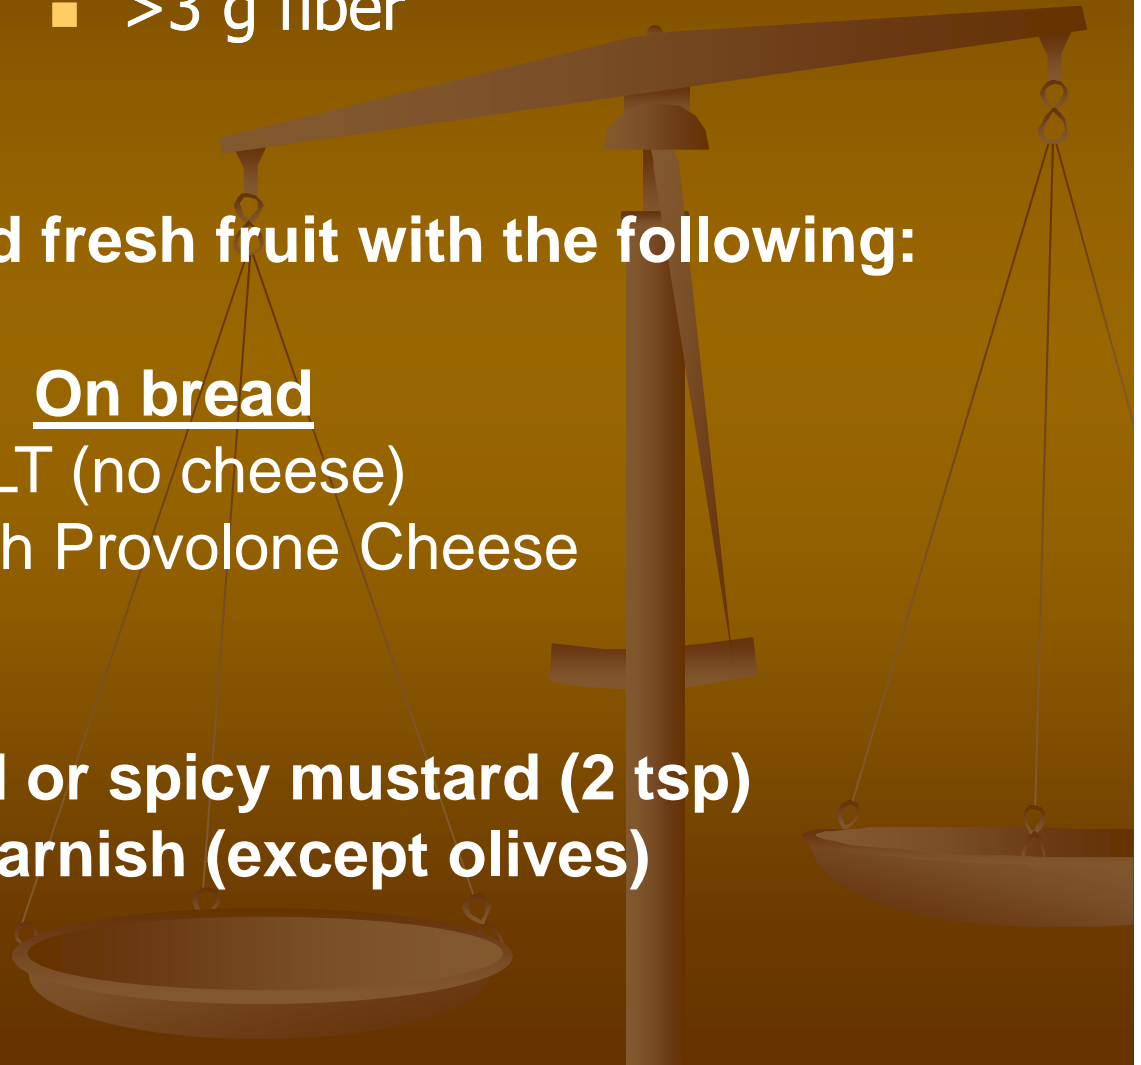 >3 g fiber
d fresh fruit with the following:
On bread
LT (no cheese)
h Provolone Cheese
l or spicy mustard (2 tsp)
arnish (except olives)